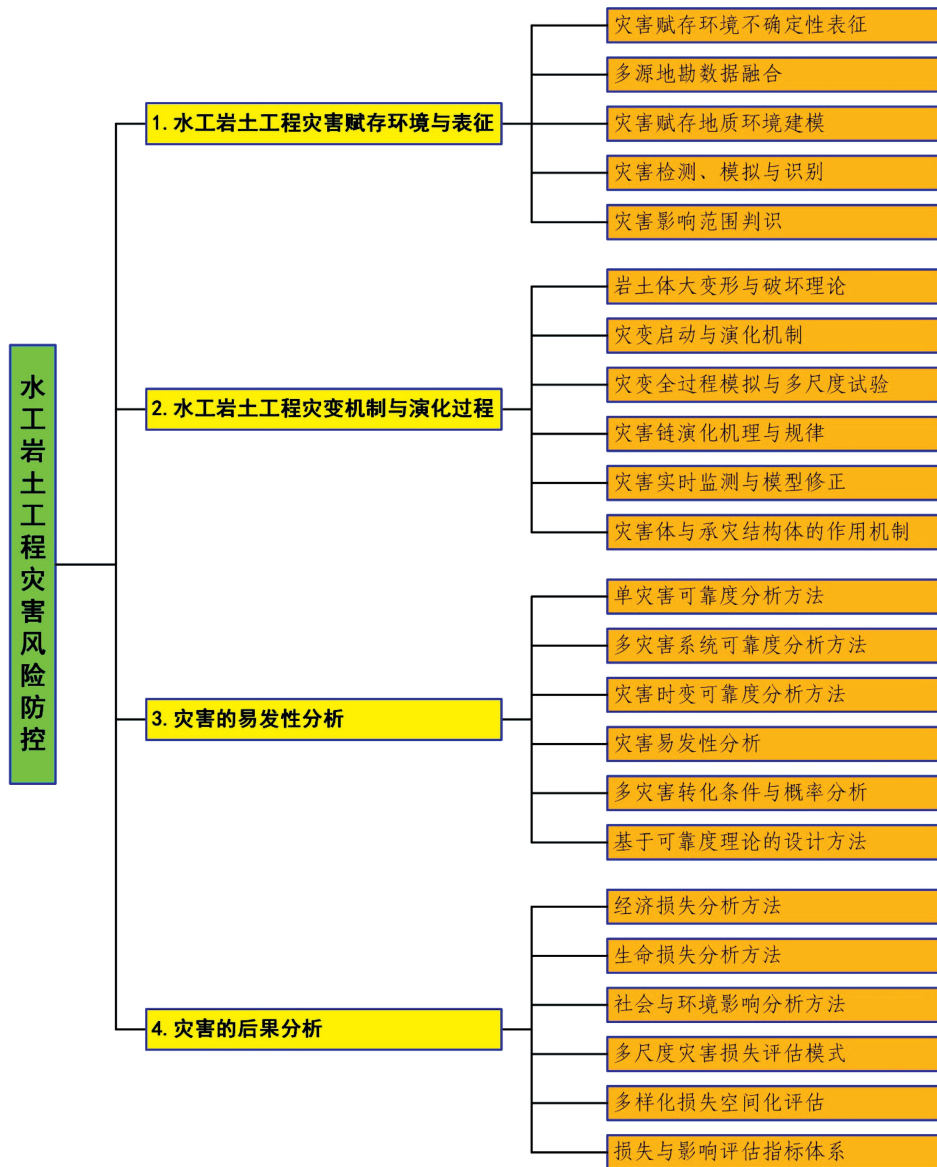 水工岩土工程灾害风险防控
1.水工岩土工程灾害赋存环境与表征
灾害赋存环境不确定性表征
多源地勘数据融合
灾害赋存地质环境建模
灾害检测、模拟与识别
灾害影响范围判识
2.水工岩土工程灾变机制与演化过程
岩土体大变形与破坏理论
灾变启动与演化机制
灾变全过程模拟与多尺度试验
灾害链演化机理与规律
灾害实时监测与模型修正
灾害体与承灾结构体的作用机制
3.灾害的易发性分析
单灾害可靠度分析方法
多灾害系统可靠度分析方法
灾害时变可靠度分析方法
灾害易发性分析
多灾害转化条件与概率分析
基于可靠度理论的设计方法
4.灾害的后果分析
经济损失分析方法
生命损失分析方法
社会与环境影响分析方法
多尺度灾害损失评估模式
多样化损失空间化评估
损失与影响评估指标体系